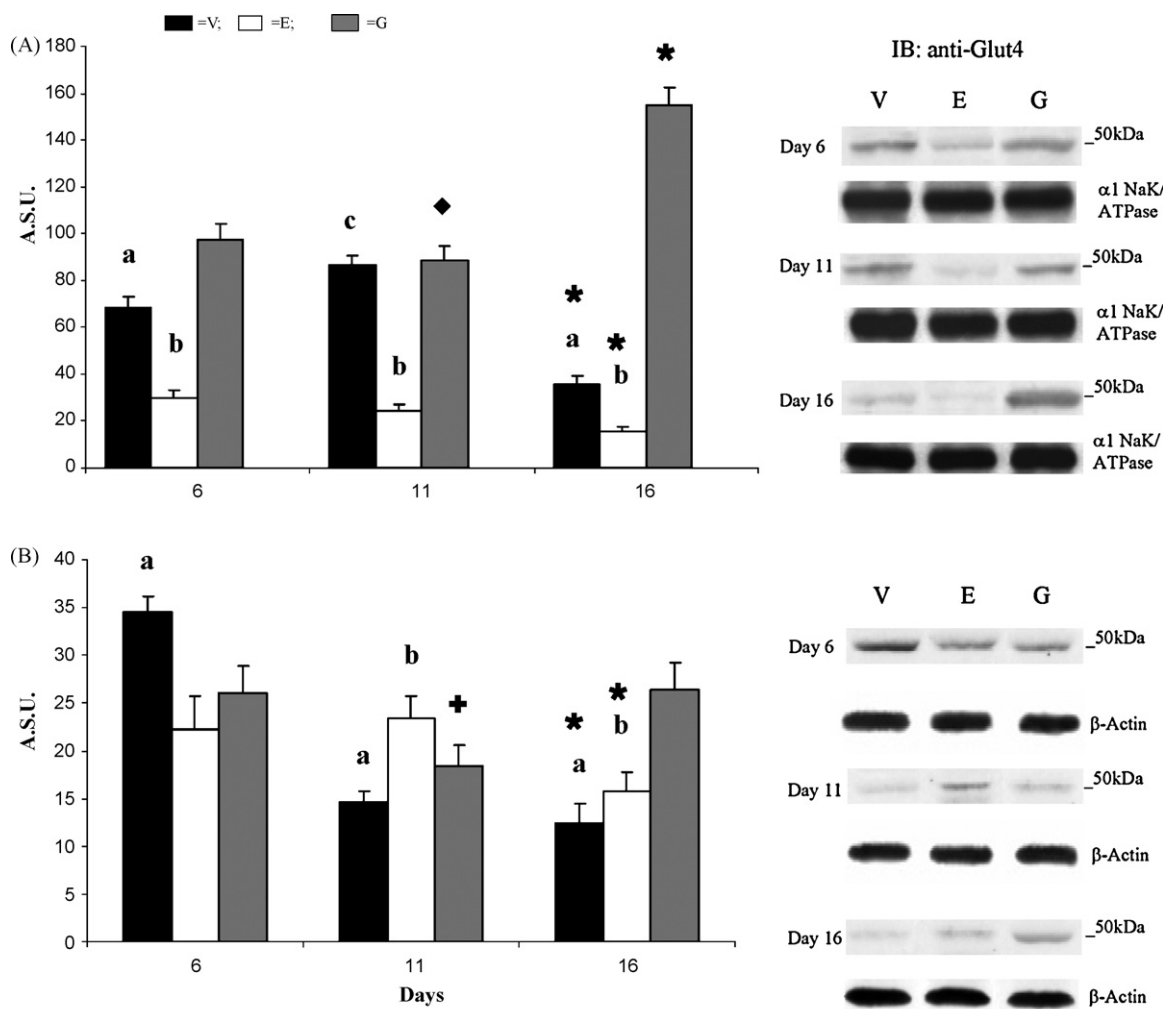 =V; =E; =G
(A)
180
160
140
120
100
80
60
40
20
0
A.S.U.
a
b
c
◆
b
*
a
*
b
*
6 11 16
IB: anti-Glut4
V E G
Day 6 -50kDa
α1 NaK/
ATPase
Day 11 -50kDa
α1 NaK/
ATPase
Day 16 -50kDa
α1 NaK/
ATPase
(B)
40
35
30
25
20
15
10
5
0
A.S.U.
a
a
b
+
*
a
*
b
6 11 16
Days
V E G
Day 6 -50kDa
β-Actin
Day 11 -50kDa
β-Actin
Day 16 -50kDa
β-Actin